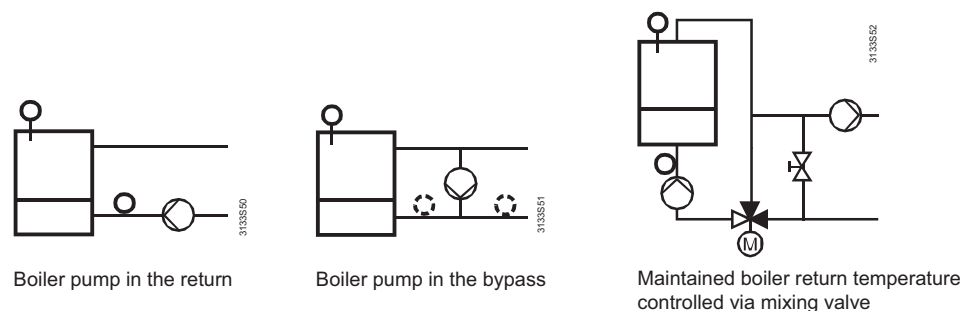 3133S50
3133S51
3133S52
M
Boiler pump in the return
Boiler pump in the bypass
Maintained boiler return temperature
controlled via mixing valve